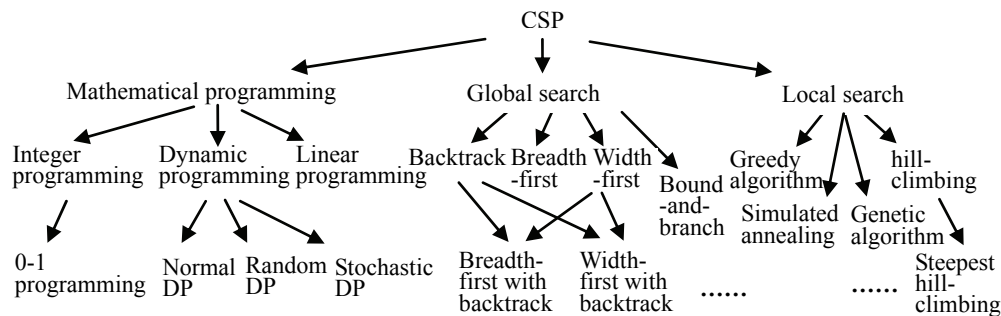 CSP
Mathematical programming
Global search
Local search
Integer
programming
Dynamic
programming
Linear
programming
Backtrack
Breadth
-first
Width
-first
Bound
-and-
branch
Greedy
algorithm
Simulated
annealing
Genetic
algorithm
hill-
climbing
0-1
programming
Normal
DP
Random
DP
Stochastic
DP
Breadth-
first with
backtrack
Width-
first with
backtrack
......
......
Steepest
hill-
climbing